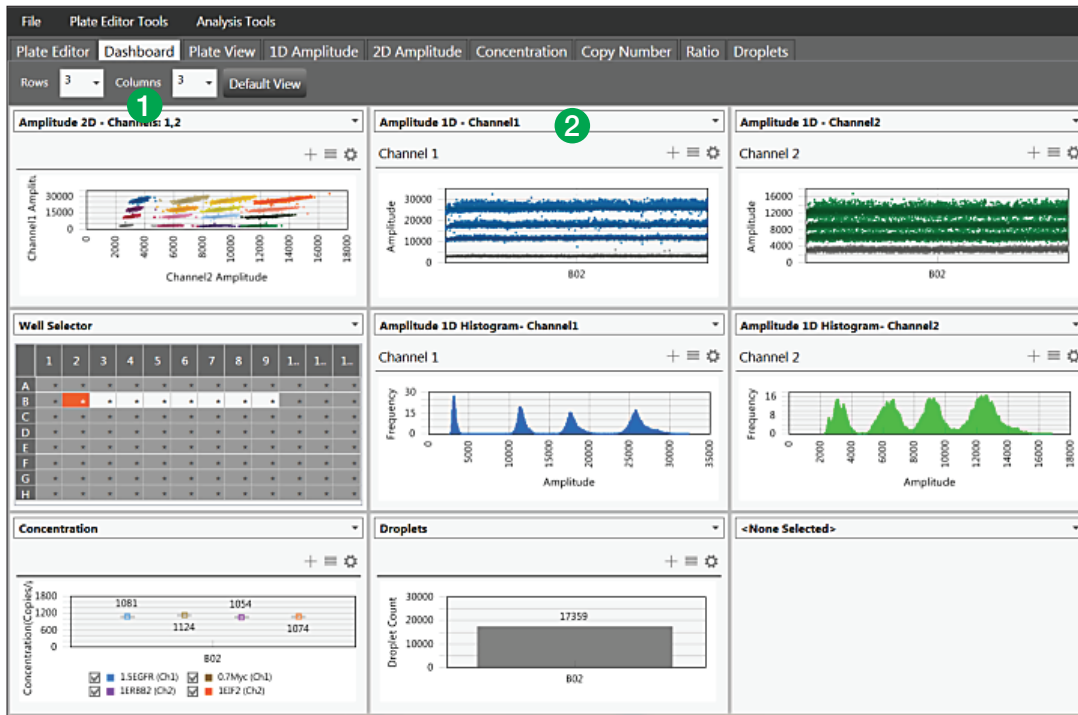 File Plate Editor Tools Analysis Tools
Plate Editor Dashboard Plate View 1D Amplitude 2D Amplitude Concentration Copy Number Ratio Droplets
Rows 3 Columns 3 Default View
1
2
Amplitude 2D - Channels: 1,2
Channel1 Amplitu
30000
15000
0
0 2000 4000 6000 8000 10000 12000 14000 16000 18000
Channel2 Amplitude
Amplitude 1D - Channel1
Channel 1
Amplitude
30000
20000
10000
0
B02
Amplitude 1D - Channel2
Channel 2
Amplitude
16000
12000
8000
4000
0
B02
Well Selector
1 2 3 4 5 6 7 8 9 1.. 1.. 1..
A
B
C
D
E
F
G
H
Amplitude 1D Histogram- Channel1
Channel 1
Frequency
30
15
0
0 5000 10000 15000 20000 25000 30000 35000
Amplitude
Amplitude 1D Histogram- Channel2
Channel 2
Frequency
16
8
0
0 2000 4000 6000 8000 10000 12000 14000 16000 18000
Amplitude
Concentration
Concentration(Copies/
1800
1200
600
0
1081 1054
1124 1074
B02
1.5EGFR (Ch1) 0.7Myc (Ch1)
1ERBB2 (Ch2) 1EIF2 (Ch2)
Droplets
Droplet Count
30000
20000
10000
0
17359
B02
<None Selected>